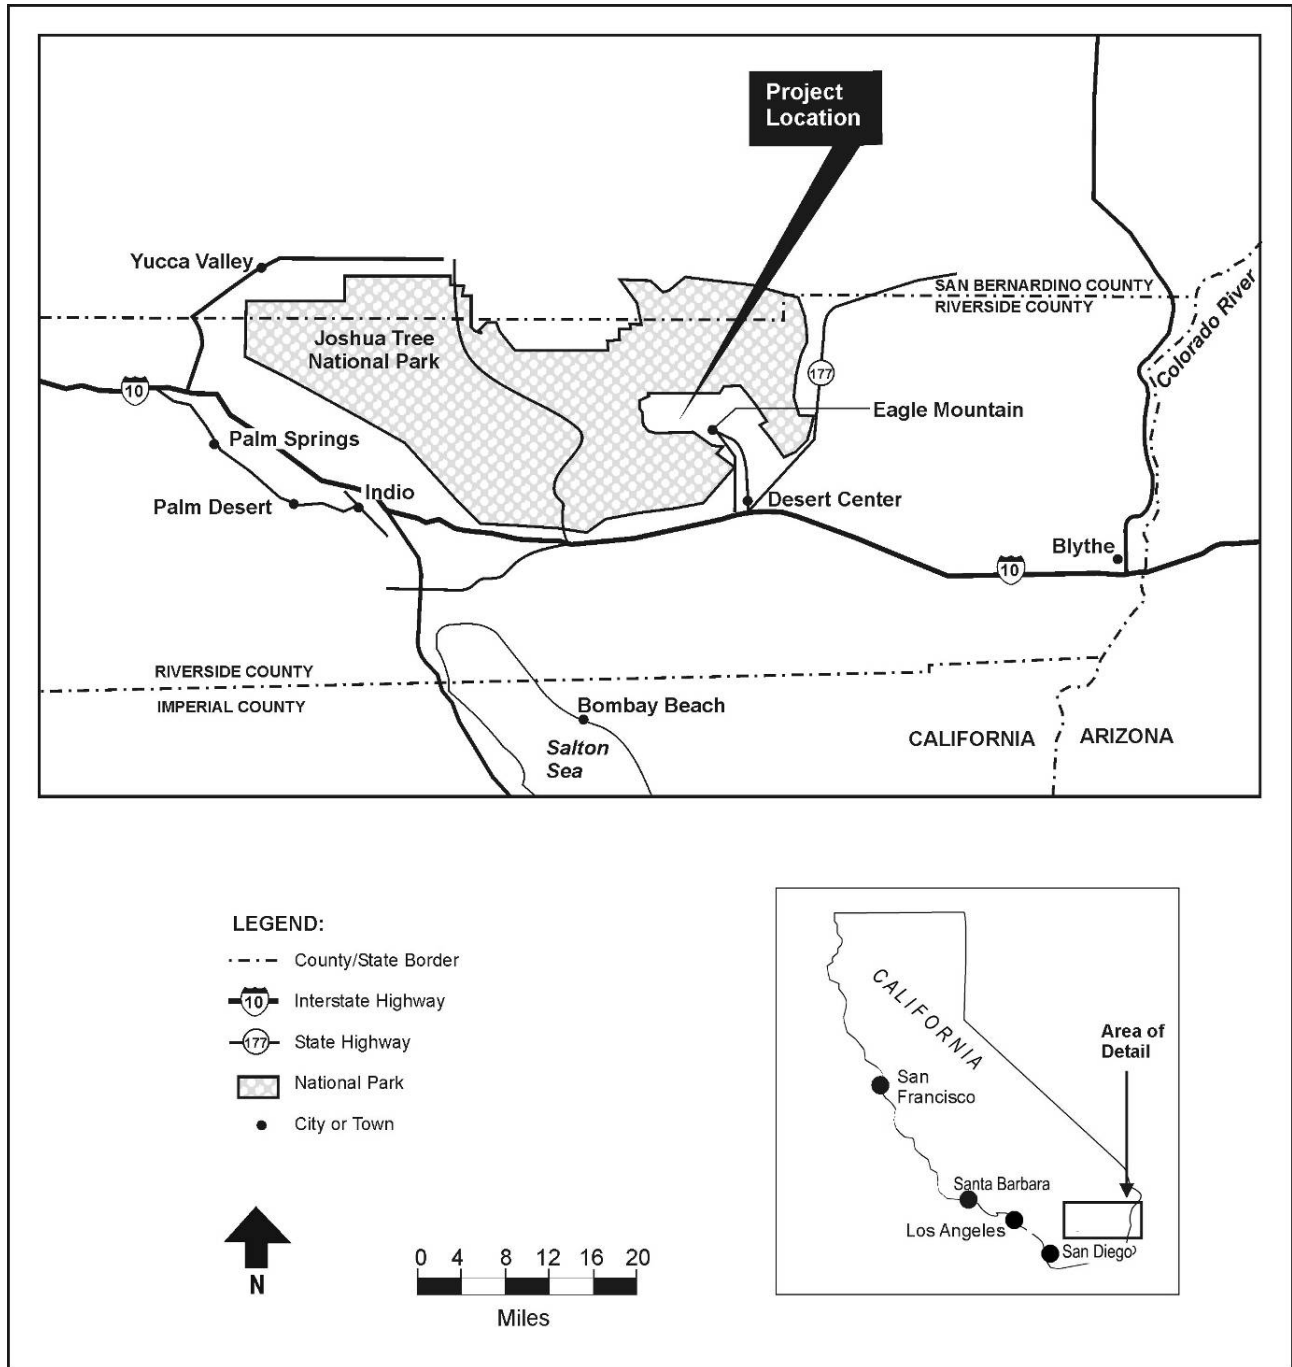 Project
Location
Yucca Valley
SAN BERNARDINO COUNTY
RIVERSIDE COUNTY
Colorado River
Joshua Tree
National Park
177
10
Eagle Mountain
Palm Springs
Indio
Palm Desert
Desert Center
Blythe
10
RIVERSIDE COUNTY
IMPERIAL COUNTY
Bombay Beach
Salton
Sea
CALIFORNIA
ARIZONA
LEGEND:
County/State Border
10
Interstate Highway
177
State Highway
National Park
City or Town
N
0 4 8 12 16 20
Miles
CALIFORNIA
Area of
Detail
San
Francisco
Santa Barbara
Los Angeles
San Diego